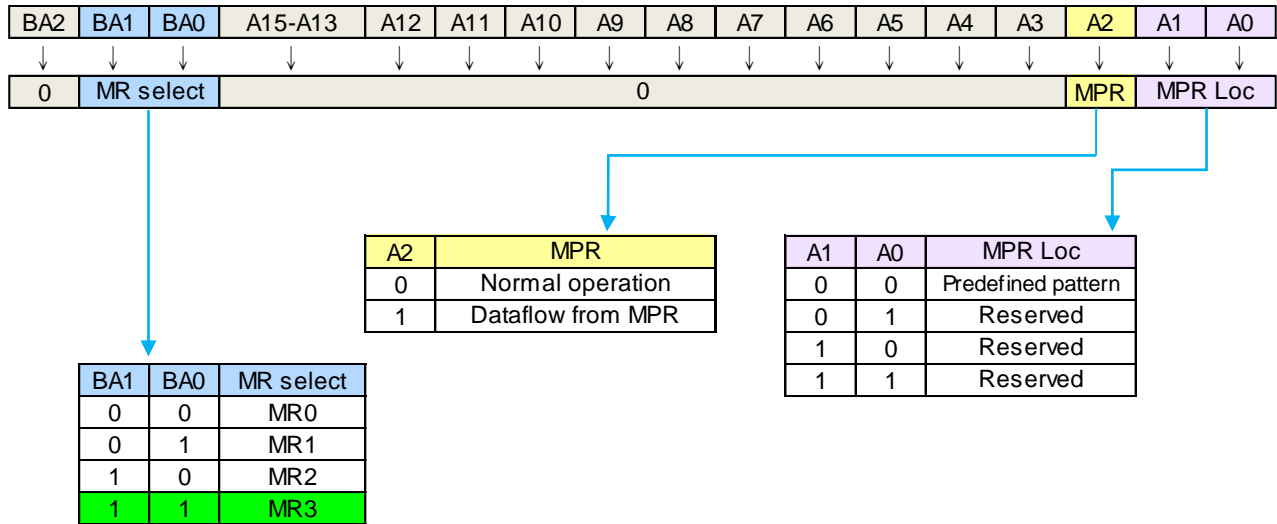 BA2 BA1 BA0 A15-A13 A12 A11 A10 A9 A8 A7 A6 A5 A4 A3 A2 A1 A0
0 MR select 0 MPR MPR Loc
A2 MPR
0 Normal operation
1 Dataflow from MPR
A1 A0 MPR Loc
0 0 Predefined pattern
0 1 Reserved
1 0 Reserved
1 1 Reserved
BA1 BA0 MR select
0 0 MR0
0 1 MR1
1 0 MR2
1 1 MR3